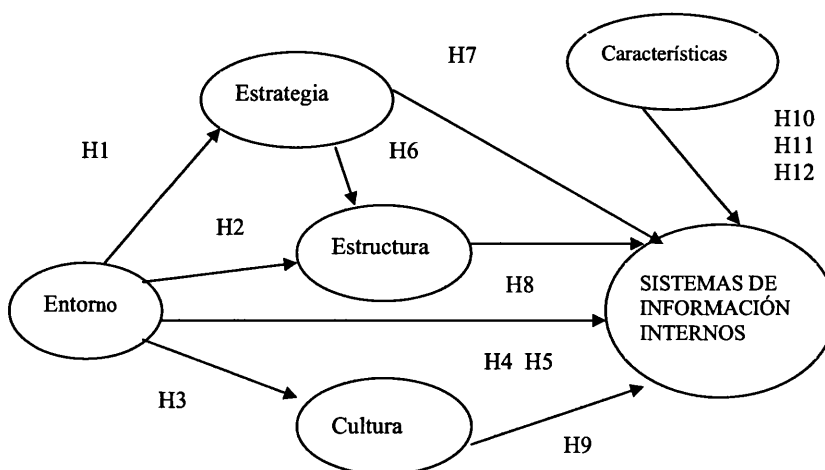 H7
Características
Estrategia
H10
H1
H6
H11
H12
H2
Estructura
Entorno
H8
SISTEMAS DE
INFORMACIÓN
INTERNOS
H4 H5
H3
Cultura
H9